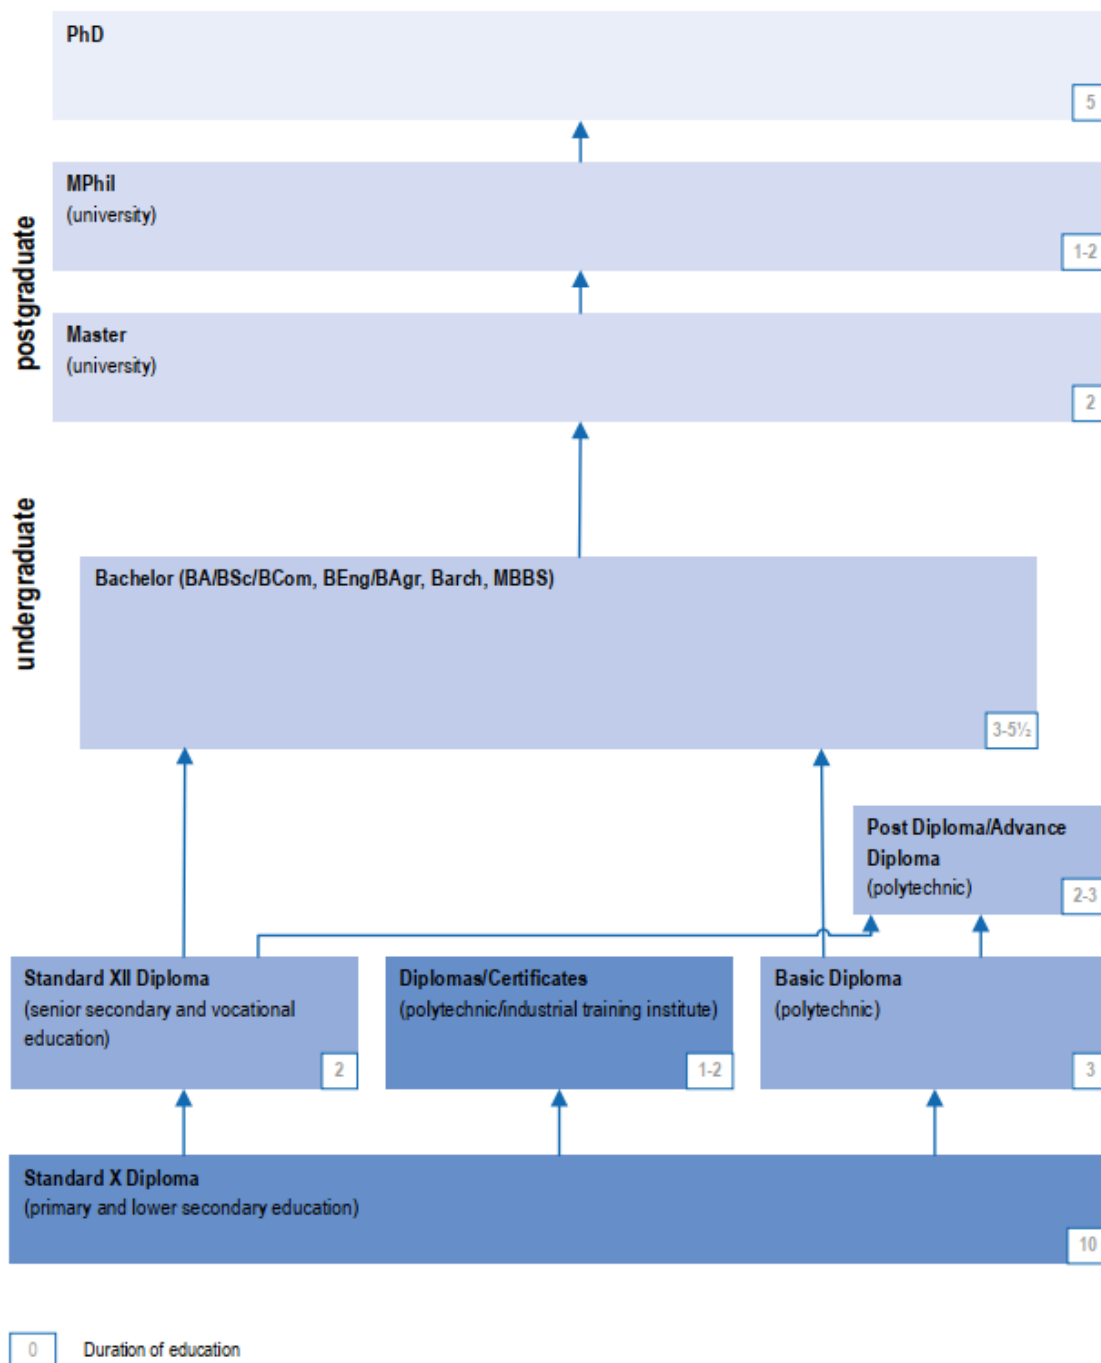 PhD
5
MPhil
(university)
1-2
postgraduate
Master
(university)
2
undergraduate
Bachelor (BA/BSc/BCom, BEng/BAgr, Barch, MBBS)
3-5½
Post Diploma/Advance
Diploma
(polytechnic)
2-3
Standard XII Diploma
(senior secondary and vocational
education)
2
Diplomas/Certificates
(polytechnic/industrial training institute)
1-2
Basic Diploma
(polytechnic)
3
Standard X Diploma
(primary and lower secondary education)
10
0 Duration of education